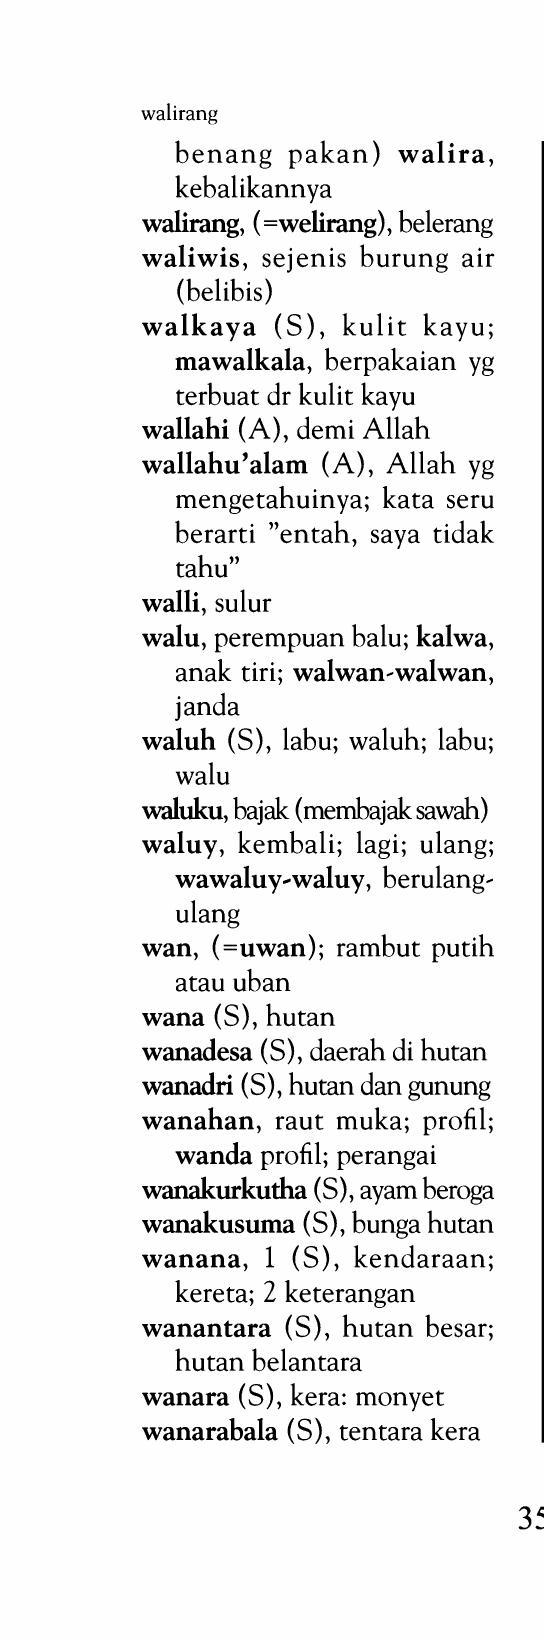 walirang
benang pakan) walira,
kebalikannya
walirang, (=welirang), belerang
waliwis, sejenis burung air
(belibis)
walkaya (S), kulit kayu;
mawalkala, berpakaian yg
terbuat dr kulit kayu
wallahi (A), demi Allah
wallahu’alam (A), Allah yg
mengetahuinya; kata seru
berarti ”entah, saya tidak
tahu”
walli, sulur
walu, perempuan balu; kalwa,
anak tiri; walwan-walwan,
janda
waluh (S), labu; waluh; labu;
walu
waluku, bajak (membajak sawah)
waluy, kembali; lagi; ulang;
wawaluy-waluy, berulang-
ulang
wan, (=uwan); rambut putih
atau uban
wana (S), hutan
wanadesa (S), daerah di hutan
wanadri (S), hutan dan gunung
wanahan, raut muka; profil;
wanda profil; perangai
wanakurkutha (S), ayam beroga
wanakusuma (S), bunga hutan
wanana, 1 (S), kendaraan;
kereta; 2 keterangan
wanantara (S), hutan besar;
hutan belantara
wanara (S), kera: monyet
wanarabala (S), tentara kera